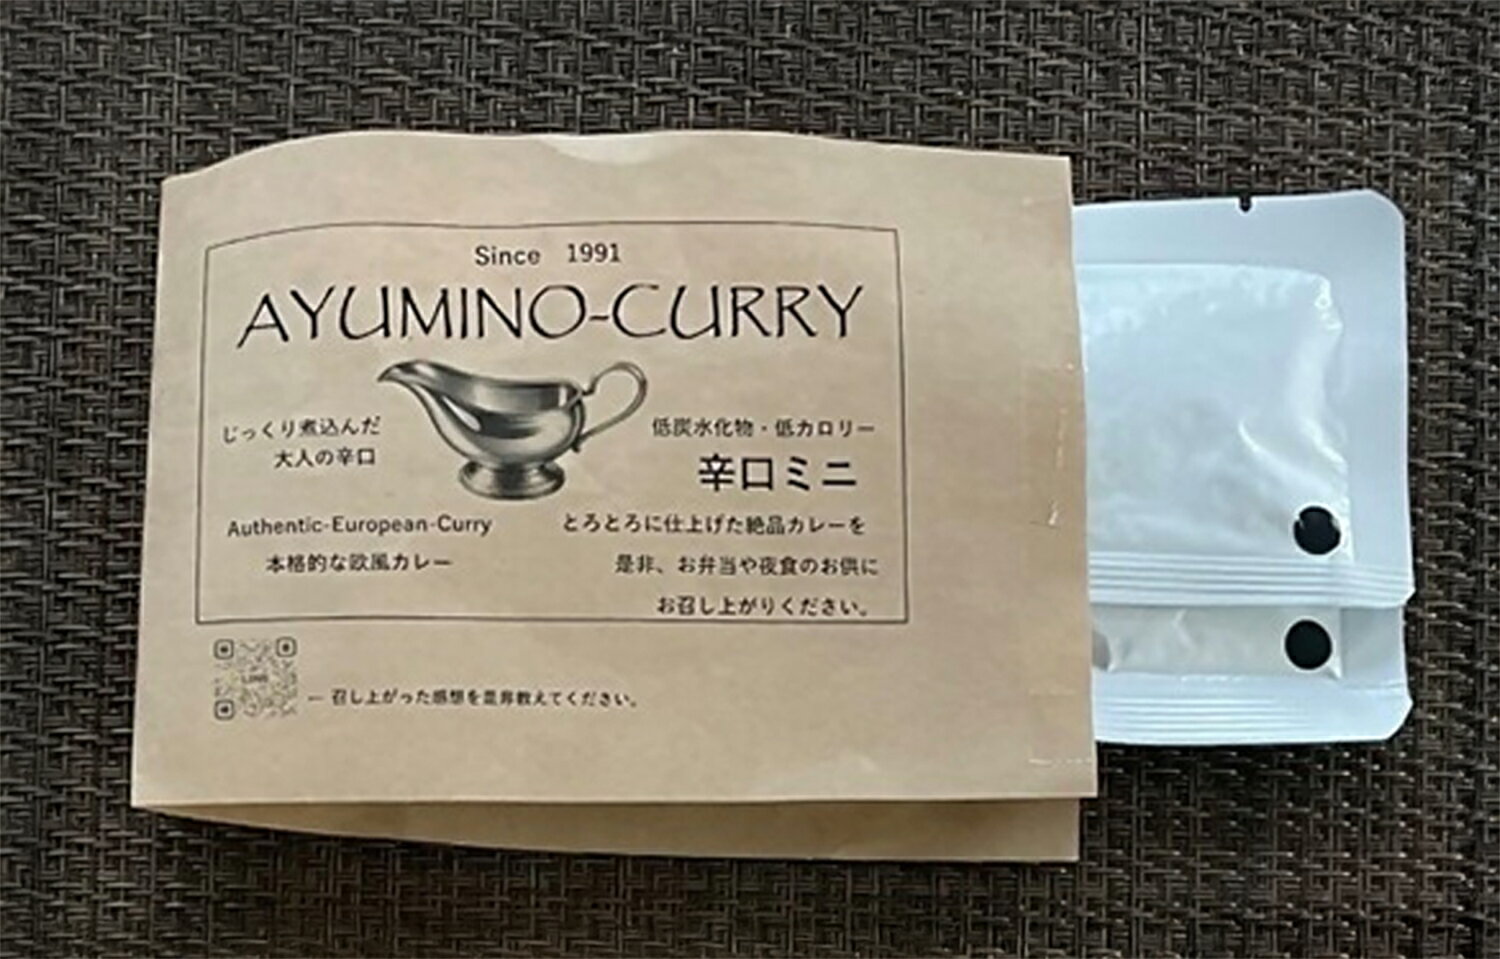 Since 1991
AYUMINO-CURRY
じっくり煮込んだ
大人の辛口
低炭水化物・低カロリー
辛口ミニ
Authentic-European-Curry
本格的な欧風カレー
とろとろに仕上げた絶品カレーを
是非、お弁当や夜食のお供に
お召し上がりください。
← 召し上がった感想を是非教えてください。